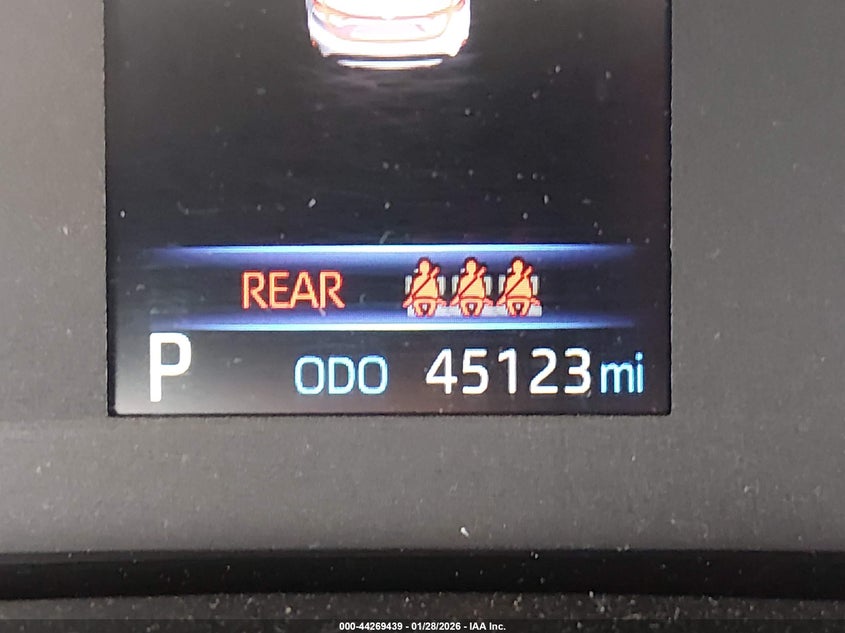 REAR
P ODO 45123 mi
000-44269439 - 01/28/2026 - IAA Inc.